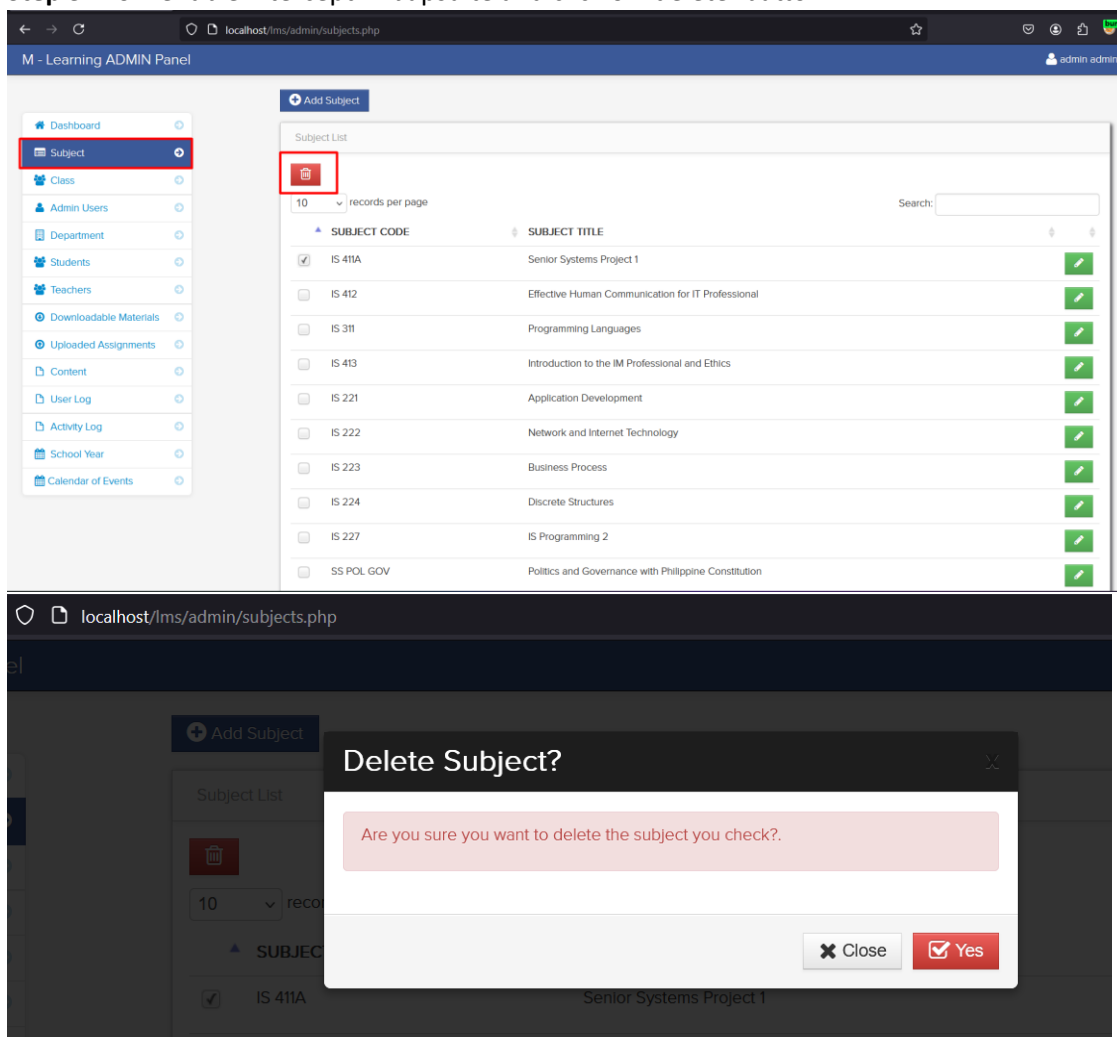 localhost/lms/admin/subjects.php
M - Learning ADMIN Panel
admin admin
Add Subject
Dashboard
Subject
Class
Admin Users
Department
Students
Teachers
Downloadable Materials
Uploaded Assignments
Content
User Log
Activity Log
School Year
Calendar of Events
Subject List
10 records per page
Search:
SUBJECT CODE SUBJECT TITLE
IS 411A Senior Systems Project 1
IS 412 Effective Human Communication for IT Professional
IS 311 Programming Languages
IS 413 Introduction to the IM Professional and Ethics
IS 221 Application Development
IS 222 Network and Internet Technology
IS 223 Business Process
IS 224 Discrete Structures
IS 227 IS Programming 2
SS POL GOV Politics and Governance with Philippine Constitution
localhost/lms/admin/subjects.php
el
Add Subject
Delete Subject?
x
Subject List
Are you sure you want to delete the subject you check?.
10 reco
SUBJEC
Close Yes
IS 411A Senior Systems Project 1